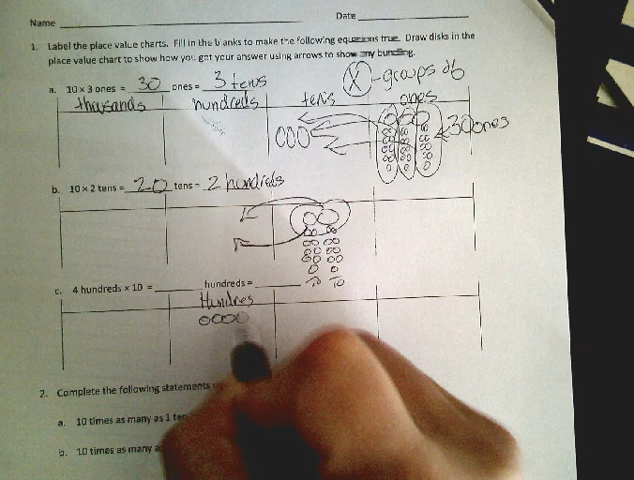 Name Date
1. Label the place value charts. Fill in the blanks to make the following equations true. Draw disks in the
place value chart to show how you got your answer using arrows to show any bundling.
a. 10 × 3 ones = 30 ones = 3 tens
(X) - groups of
thousands hundreds tens ones
30 ones
b. 10 × 2 tens = 20 tens = 2 hundreds
10 10
c. 4 hundreds × 10 = hundreds =
2. Complete the following statements
a. 10 times as many as 1 ten
b. 10 times as many